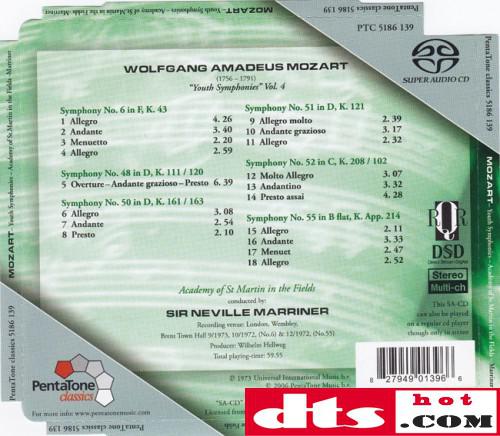 PENTATONE classics PTC 5186 139
SUPER AUDIO CD
WOLFGANG AMADEUS MOZART
(1756 – 1791)
"Youth Symphonies" Vol. 4
Symphony No. 6 in F, K. 43
1 Allegro 4.26
2 Andante 3.40
3 Menuetto 2.20
4 Allegro 2.59
Symphony No. 48 in D, K. 111 / 120
5 Overture – Andante grazioso – Presto 6.39
Symphony No. 50 in D, K. 161 / 163
6 Allegro 3.08
7 Andante 2.54
8 Presto 2.10
Symphony No. 51 in D, K. 121
9 Allegro molto 2.39
10 Andante grazioso 3.17
11 Allegro 2.32
Symphony No. 52 in C, K. 208 / 102
12 Molto Allegro 3.07
13 Andantino 3.32
14 Presto assai 4.28
Symphony No. 55 in B flat, K. App. 214
15 Allegro 2.11
16 Andante 3.33
17 Menuet 2.47
18 Allegro 2.52
Academy of St Martin in the Fields
conducted by:
SIR NEVILLE MARRINER
Recording venue: London, Wembley,
Brent Town Hall 9/1973, 10/1972, (No.6) & 12/1972, (No.55)
Producer: Wilhelm Hellweg
Total playing-time: 59.55
RQR
DSD
Direct Stream Digital
Stereo
Multi-ch
This SA-CD
can also be played
on a regular CD player
though only in stereo
PentaTone
classics
For more info: www.pentatonemusic.com
© 1973 Universal International Music b.v.
© 2006 PentaTone Music b.v.
"SA-CD"
Licensed from
8 27949 01396 6
dts hot
.COM
PentaTone classics 5186 139
MOZART – Youth Symphonies – Academy of St Martin in the Fields - Marriner
PentaTone classics 5186 139
MOZART – Youth Symphonies – Academy of St Martin in the Fields